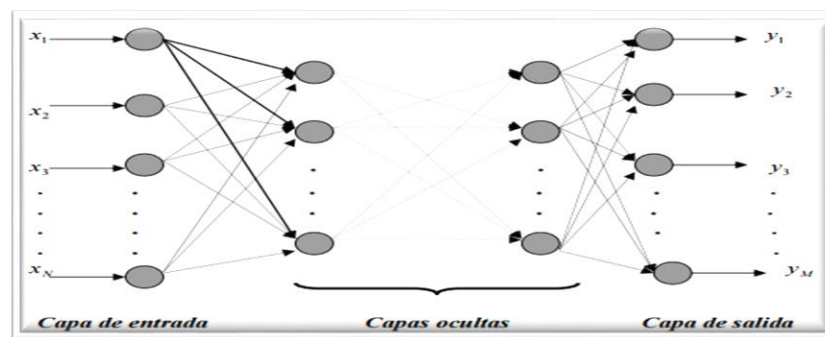 x1 y1
x2 y2
x3 y3
xN yM
Capa de entrada Capas ocultas Capa de salida